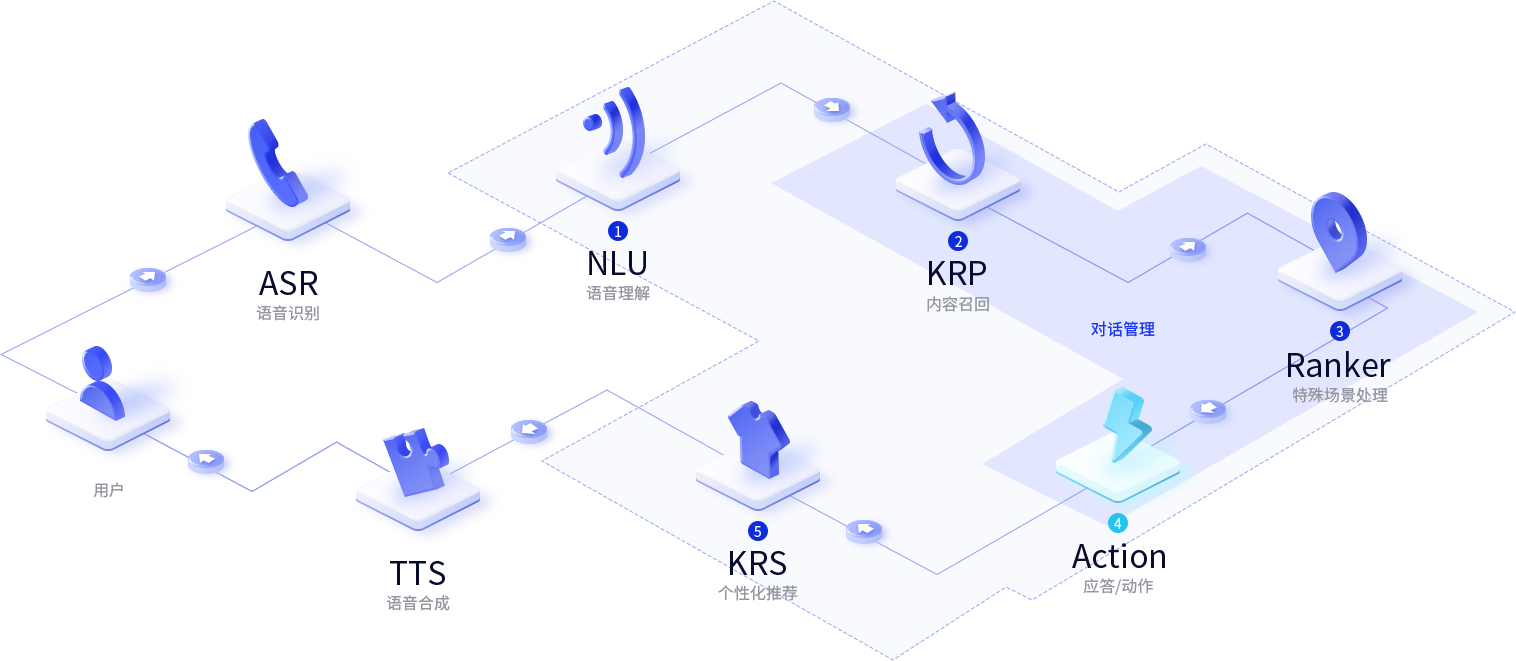 1
NLU
语音理解
2
KRP
内容召回
ASR
语音识别
对话管理
3
Ranker
特殊场景处理
用户
TTS
语音合成
5
KRS
个性化推荐
4
Action
应答/动作